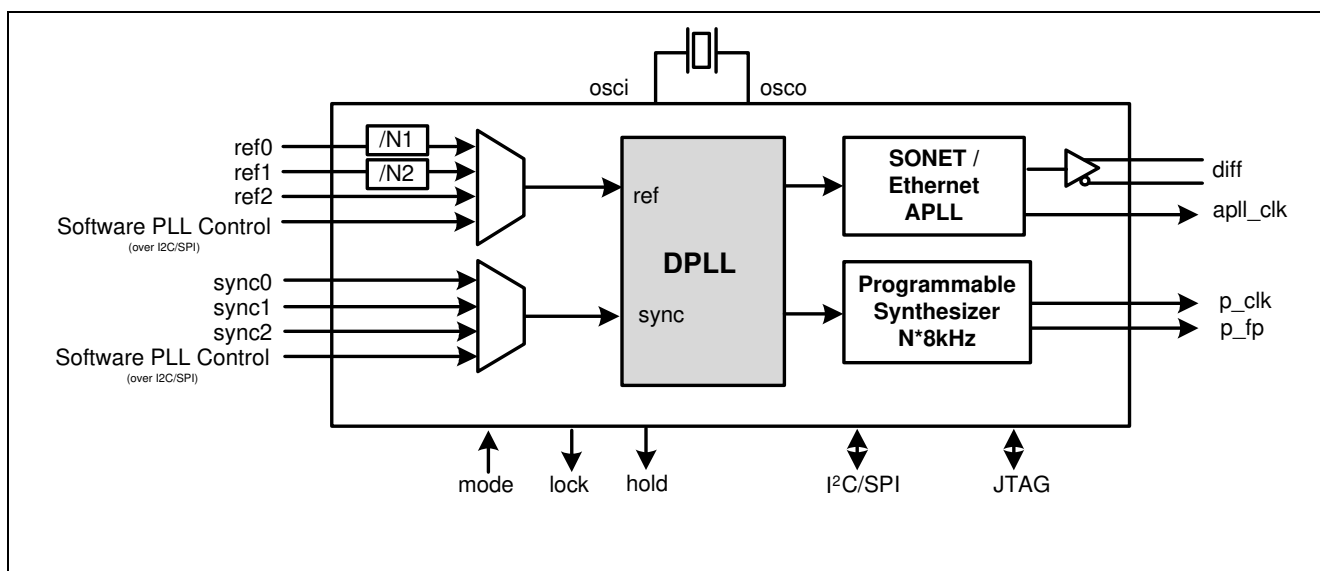 osci
osco
ref0
/N1
ref1
/N2
ref2
Software PLL Control
(over I2C/SPI)
sync0
sync1
sync2
Software PLL Control
(over I2C/SPI)
ref
DPLL
sync
SONET /
Ethernet
APLL
diff
apll_clk
Programmable
Synthesizer
N*8kHz
p_clk
p_fp
mode
lock
hold
I²C/SPI
JTAG